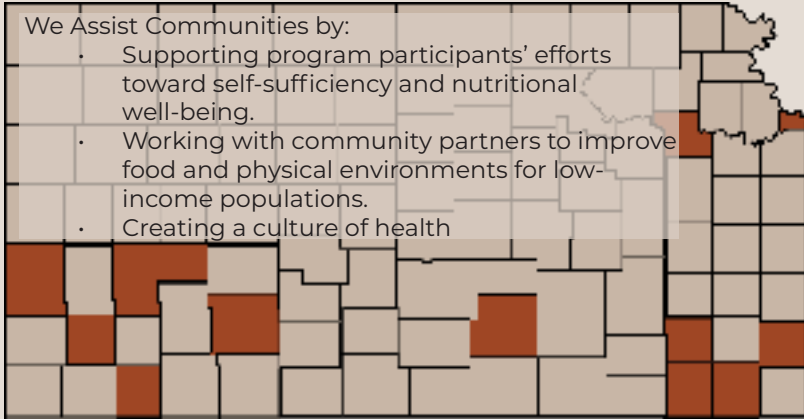 We Assist Communities by:
· Supporting program participants’ efforts
toward self-sufficiency and nutritional
well-being.
· Working with community partners to improve
food and physical environments for low-
income populations.
· Creating a culture of health